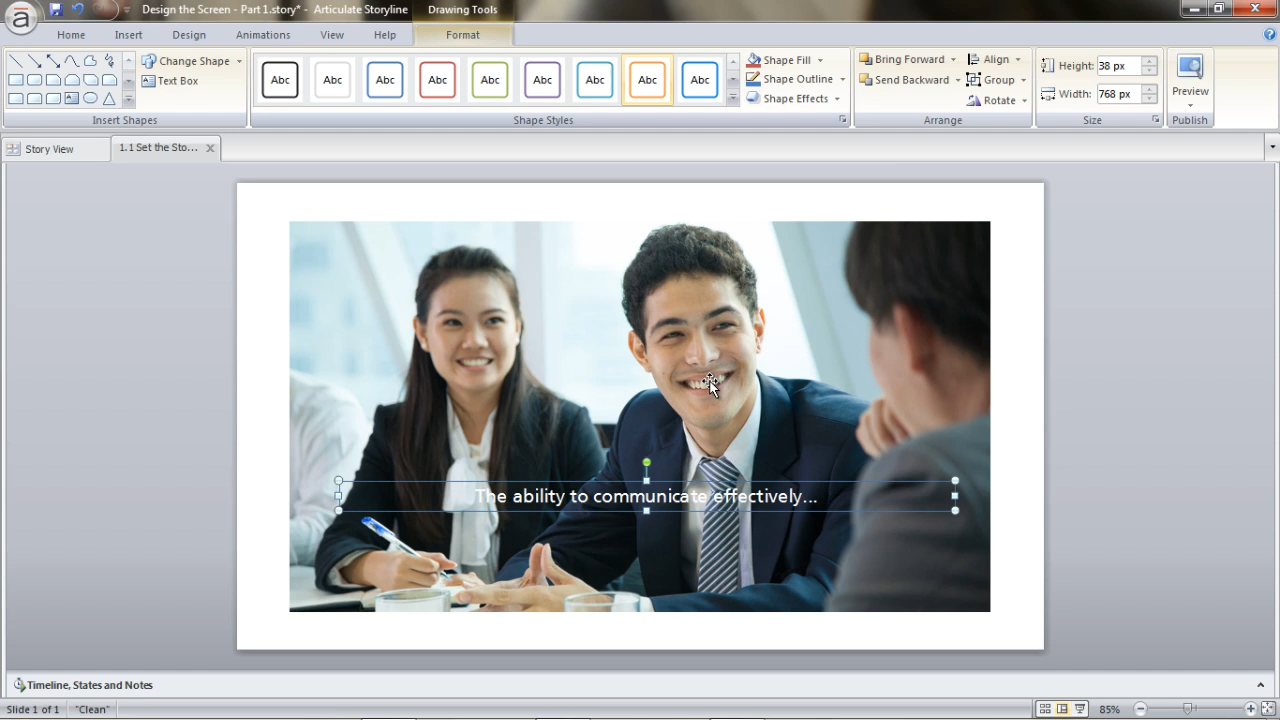 Design the Screen - Part 1.story* - Articulate Storyline
Drawing Tools
Home
Insert
Design
Animations
View
Help
Format
Change Shape
Text Box
Insert Shapes
Abc Abc Abc Abc Abc Abc Abc Abc Abc
Shape Fill
Shape Outline
Shape Effects
Shape Styles
Bring Forward
Send Backward
Align
Group
Rotate
Arrange
Height: 38 px
Width: 768 px
Size
Preview
Publish
Story View
1.1 Set the Sto...
The ability to communicate effectively...
Timeline, States and Notes
Slide 1 of 1
"Clean"
85%